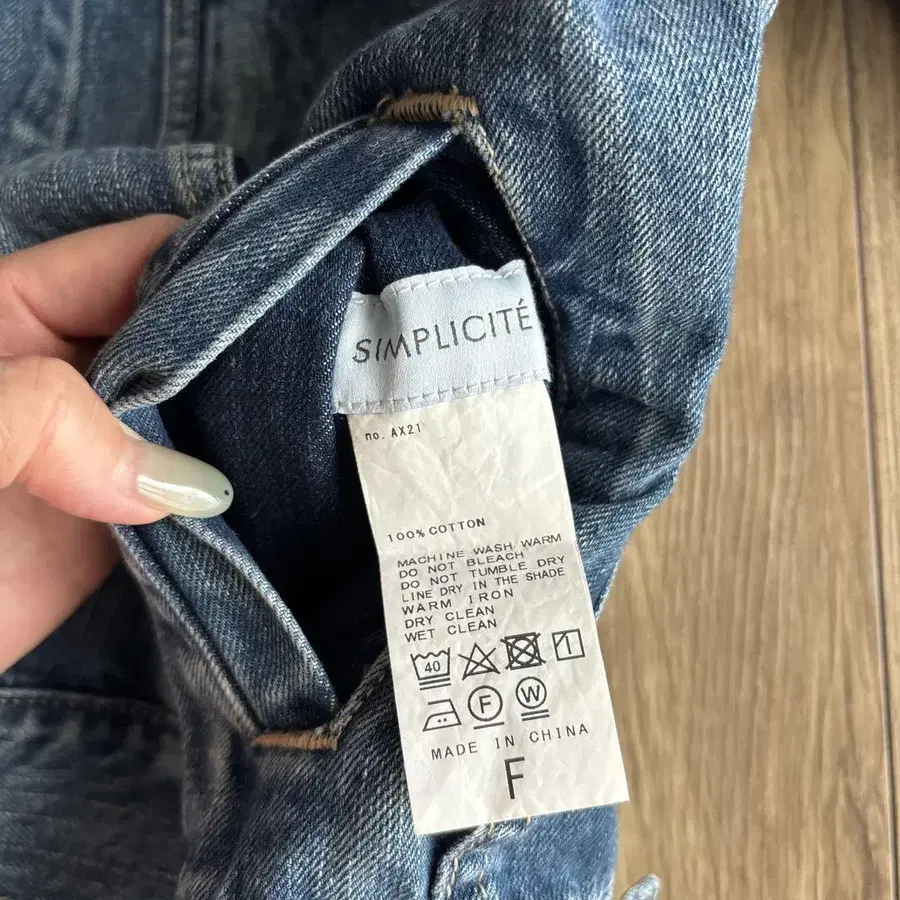 SIMPLICITÉ
no. AX21
100% COTTON
MACHINE WASH WARM
DO NOT BLEACH
DO NOT TUMBLE DRY
LINE DRY IN THE SHADE
WARM IRON
DRY CLEAN
WET CLEAN
40
F W
MADE IN CHINA
F